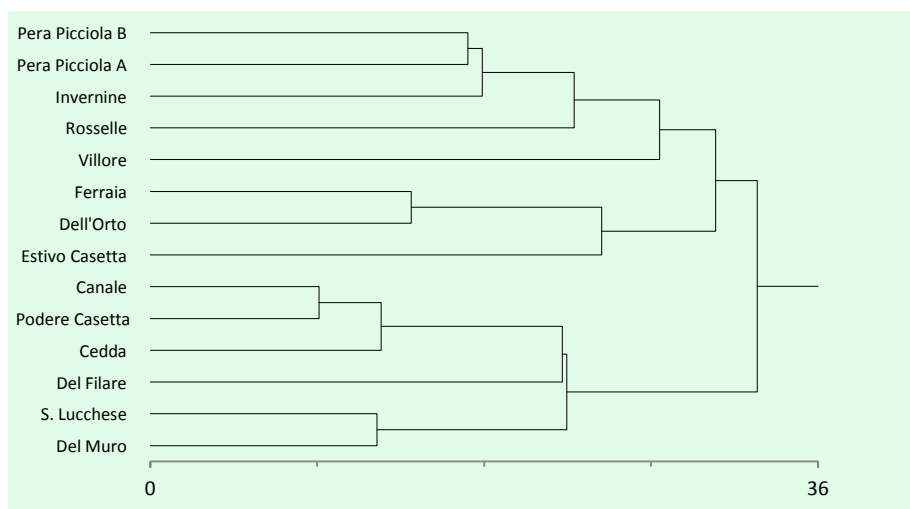 Pera Picciola B
Pera Picciola A
Invernine
Rosselle
Villore
Ferraia
Dell'Orto
Estivo Casetta
Canale
Podere Casetta
Cedda
Del Filare
S. Lucchese
Del Muro
0 36